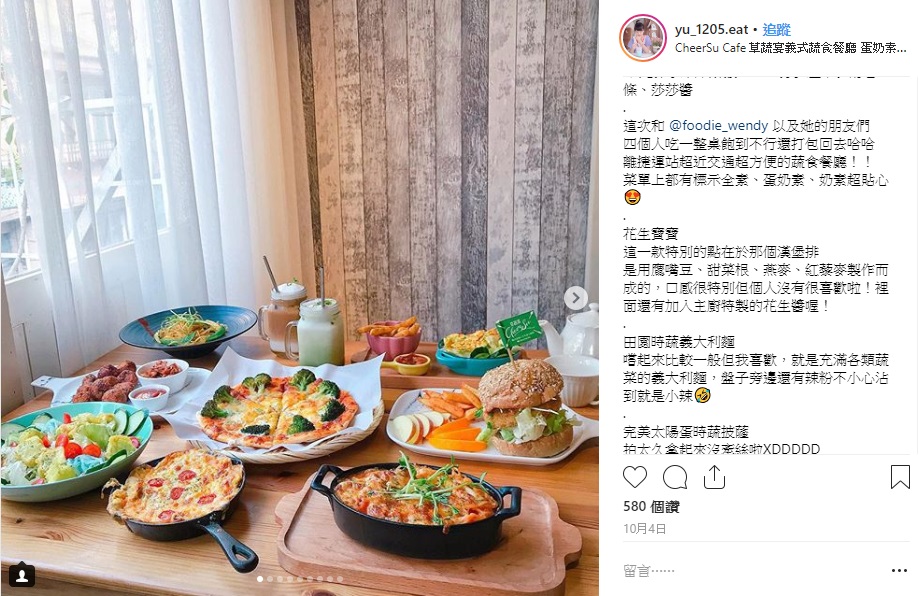 yu_1205.eat • 追蹤
CheerSu Cafe 草蔬宴義式蔬食餐廳 蛋奶素...
條、莎莎醬
.
這次和 @foodie_wendy 以及她的朋友們
四個人吃一整桌飽到不行還打包回去哈哈
離捷運站超近交通超方便的蔬食餐廳！！
菜單上都有標示全素、蛋奶素、奶素超貼心
😍
.
花生寶寶
這一款特別的點在於那個漢堡排
是用鷹嘴豆、甜菜根、燕麥、紅藜麥製作而
成的，口感很特別但個人沒有很喜歡啦！裡
面還有加入主廚特製的花生醬喔！
.
田園時蔬義大利麵
嚐起來比較一般但我喜歡，就是充滿各類蔬
菜的義大利麵，盤子旁邊還有辣粉不小心沾
到就是小辣🤣
.
完美太陽蛋時蔬披薩
拍太久拿起來沒牽絲啦XDDDDD
580 個讚
10月4日
留言......